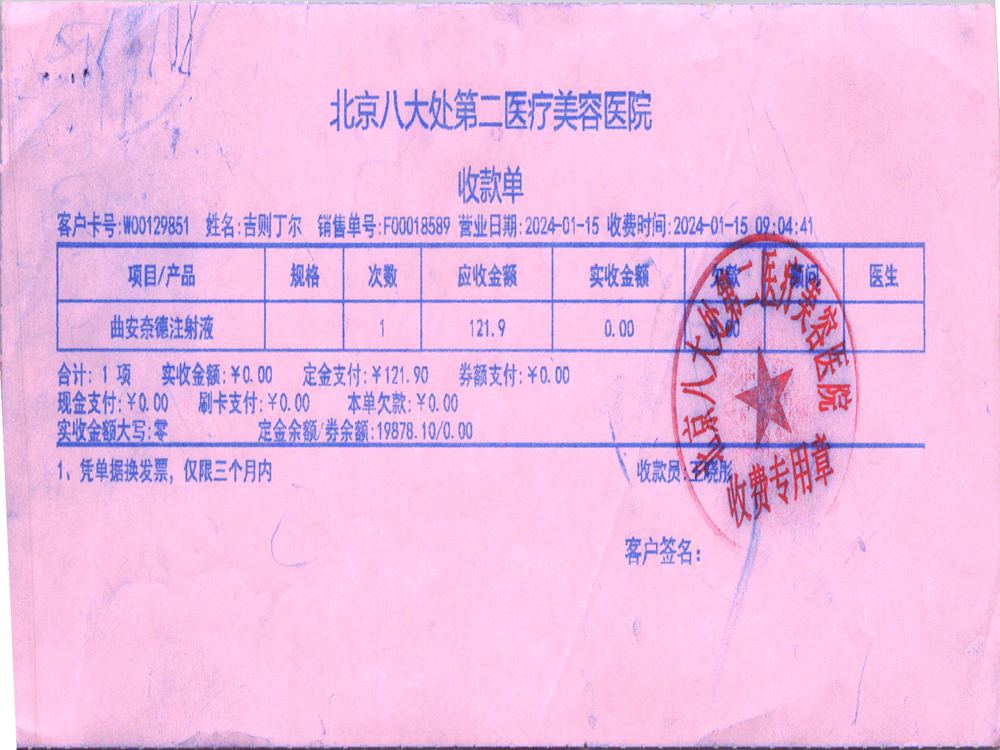 北京八大处第二医疗美容医院
收款单
客户卡号:W00129851 姓名:吉则丁尔 销售单号:F00018589 营业日期:2024-01-15 收费时间:2024-01-15 09:04:41
项目/产品 规格 次数 应收金额 实收金额 欠款 顾问 医生
曲安奈德注射液 1 121.9 0.00 0.00
合计: 1 项 实收金额:¥0.00 定金支付:¥121.90 券额支付:¥0.00
现金支付:¥0.00 刷卡支付:¥0.00 本单欠款:¥0.00
实收金额大写:零 定金余额/券余额:19878.10/0.00
1、凭单据换发票，仅限三个月内 收款员:王晓彤
客户签名:
北京八大处第二医疗美容医院
收费专用章